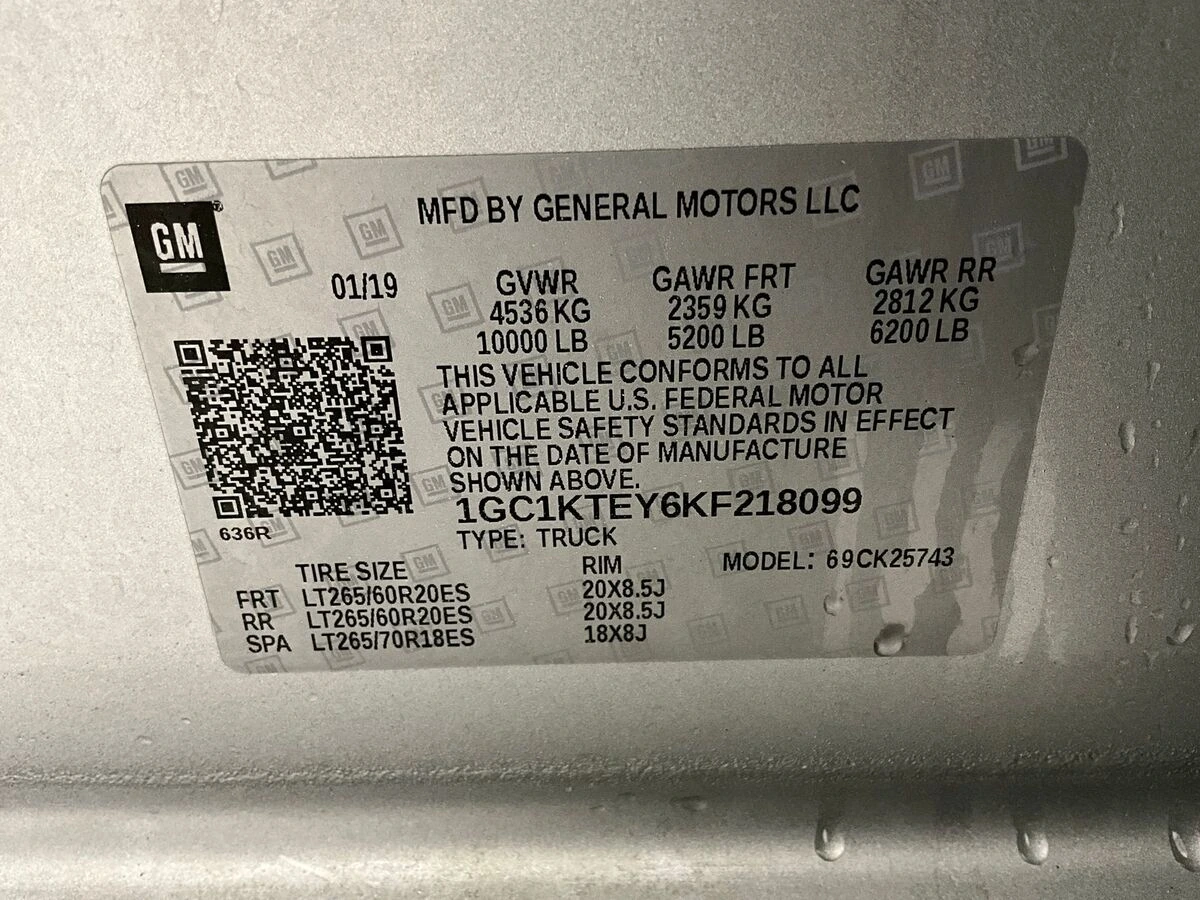 GM
MFD BY GENERAL MOTORS LLC
01/19 GVWR GAWR FRT GAWR RR
4536 KG 2359 KG 2812 KG
10000 LB 5200 LB 6200 LB
THIS VEHICLE CONFORMS TO ALL
APPLICABLE U.S. FEDERAL MOTOR
VEHICLE SAFETY STANDARDS IN EFFECT
ON THE DATE OF MANUFACTURE
SHOWN ABOVE.
1GC1KTEY6KF218099
636R
TYPE: TRUCK
TIRE SIZE RIM MODEL: 69CK25743
FRT LT265/60R20ES 20X8.5J
RR LT265/60R20ES 20X8.5J
SPA LT265/70R18ES 18X8J